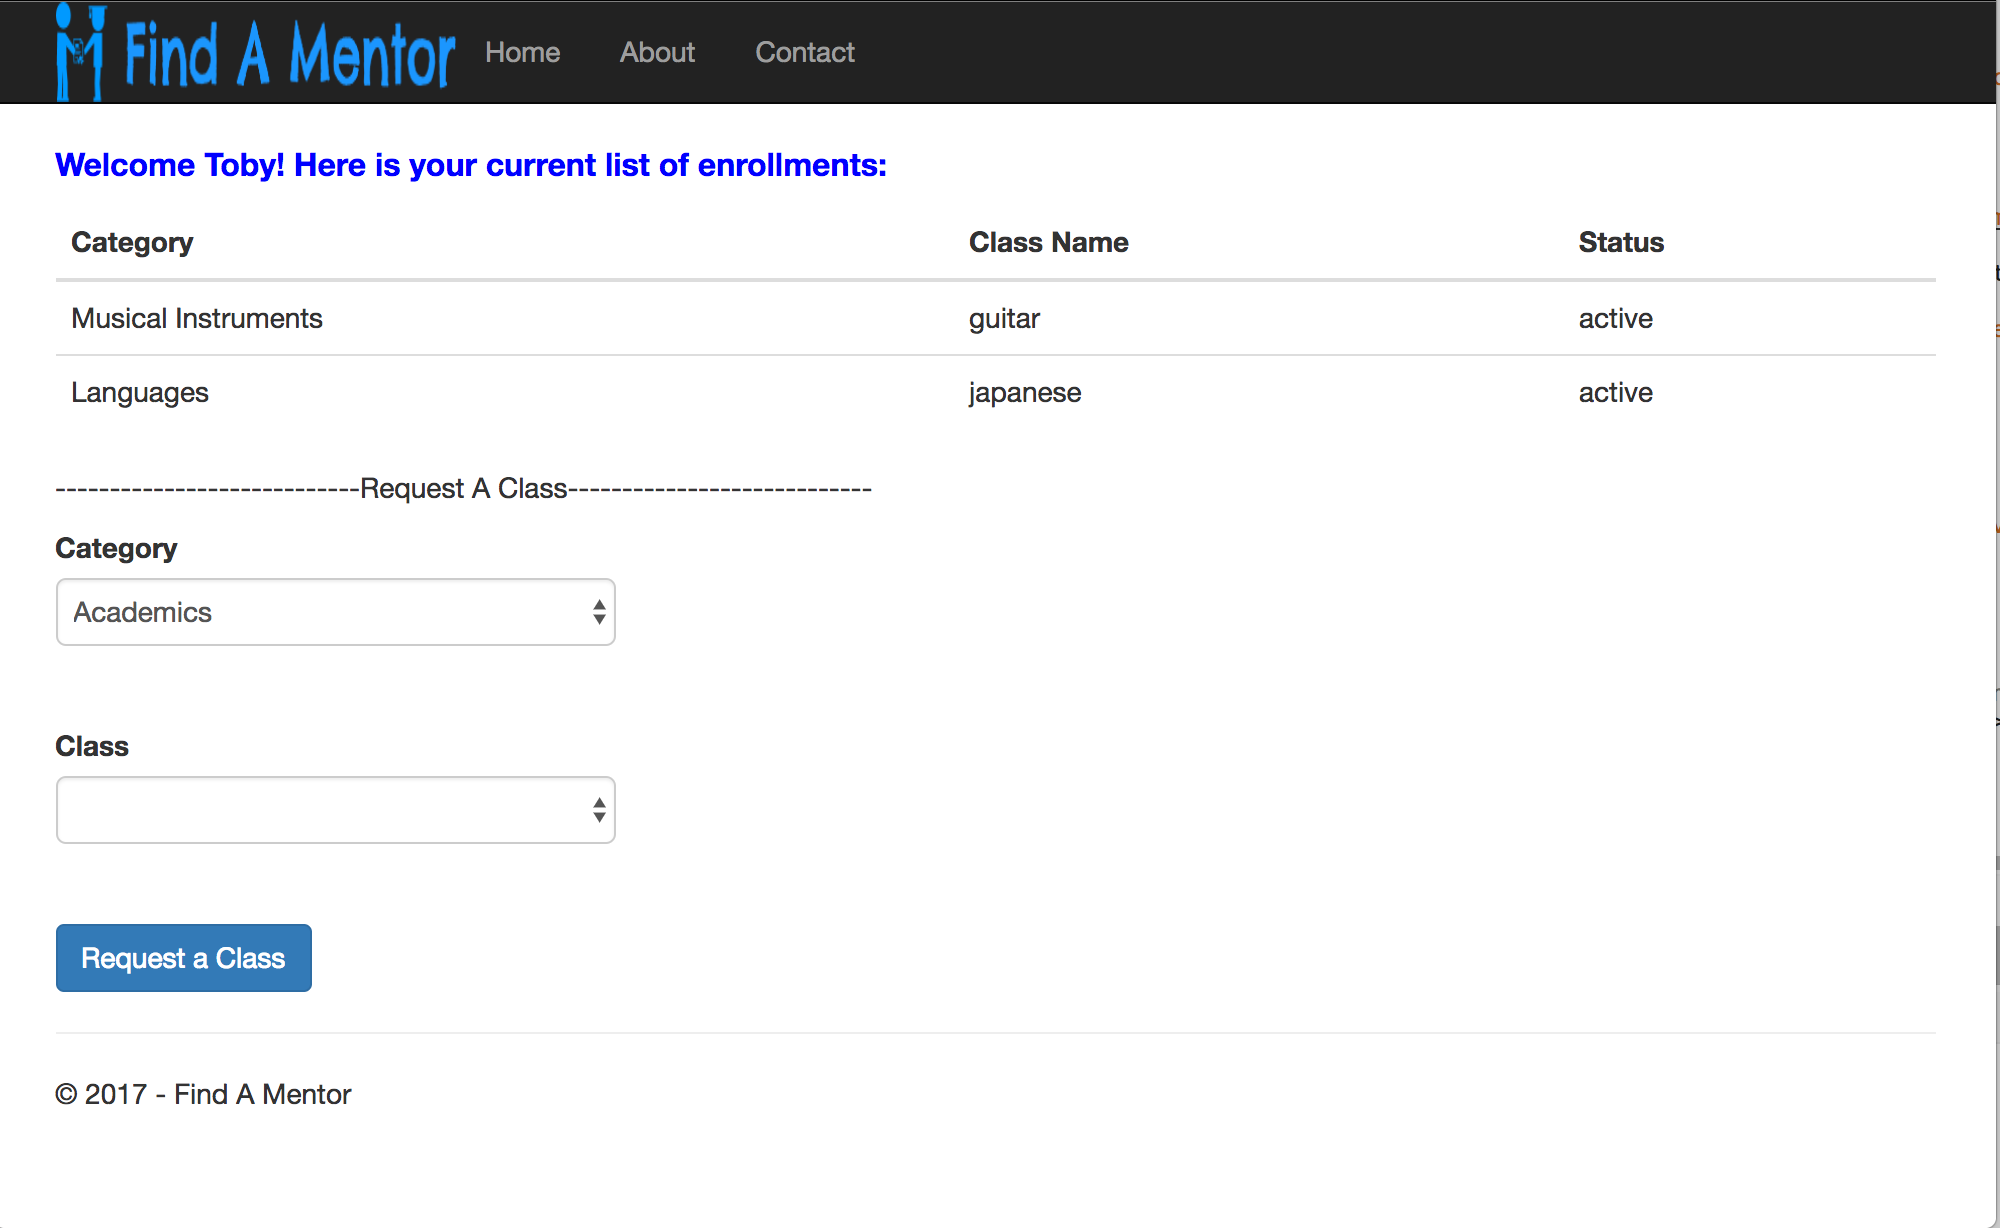 Find A Mentor Home About Contact
Welcome Toby! Here is your current list of enrollments:
Category Class Name Status
Musical Instruments guitar active
Languages japanese active
----------------------------Request A Class----------------------------
Category
Academics
Class
Request a Class
© 2017 - Find A Mentor